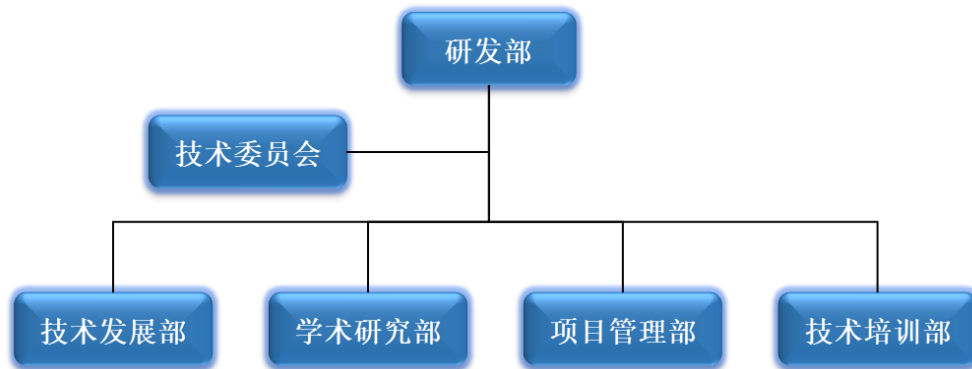 研发部
技术委员会
技术发展部
学术研究部
项目管理部
技术培训部